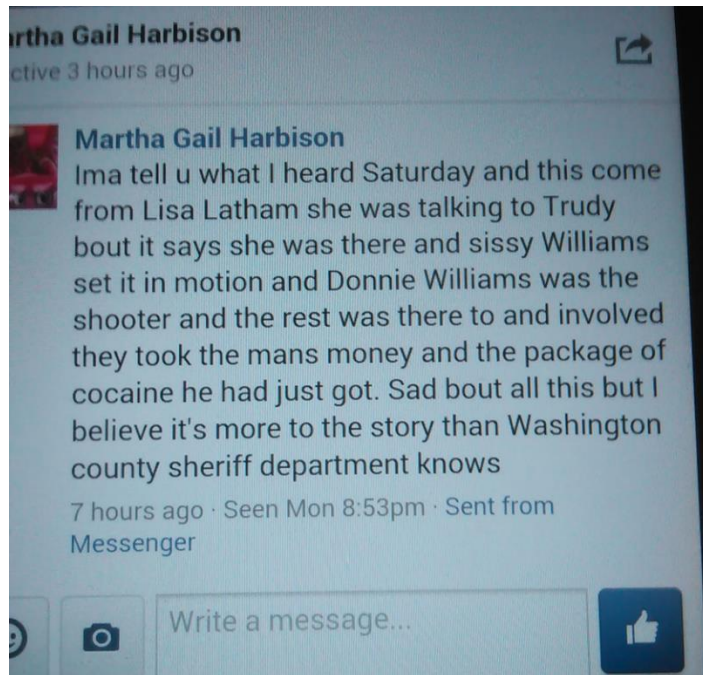 rtha Gail Harbison
ctive 3 hours ago
Martha Gail Harbison
Ima tell u what I heard Saturday and this come
from Lisa Latham she was talking to Trudy
bout it says she was there and sissy Williams
set it in motion and Donnie Williams was the
shooter and the rest was there to and involved
they took the mans money and the package of
cocaine he had just got. Sad bout all this but I
believe it's more to the story than Washington
county sheriff department knows
7 hours ago · Seen Mon 8:53pm · Sent from
Messenger
Write a message...